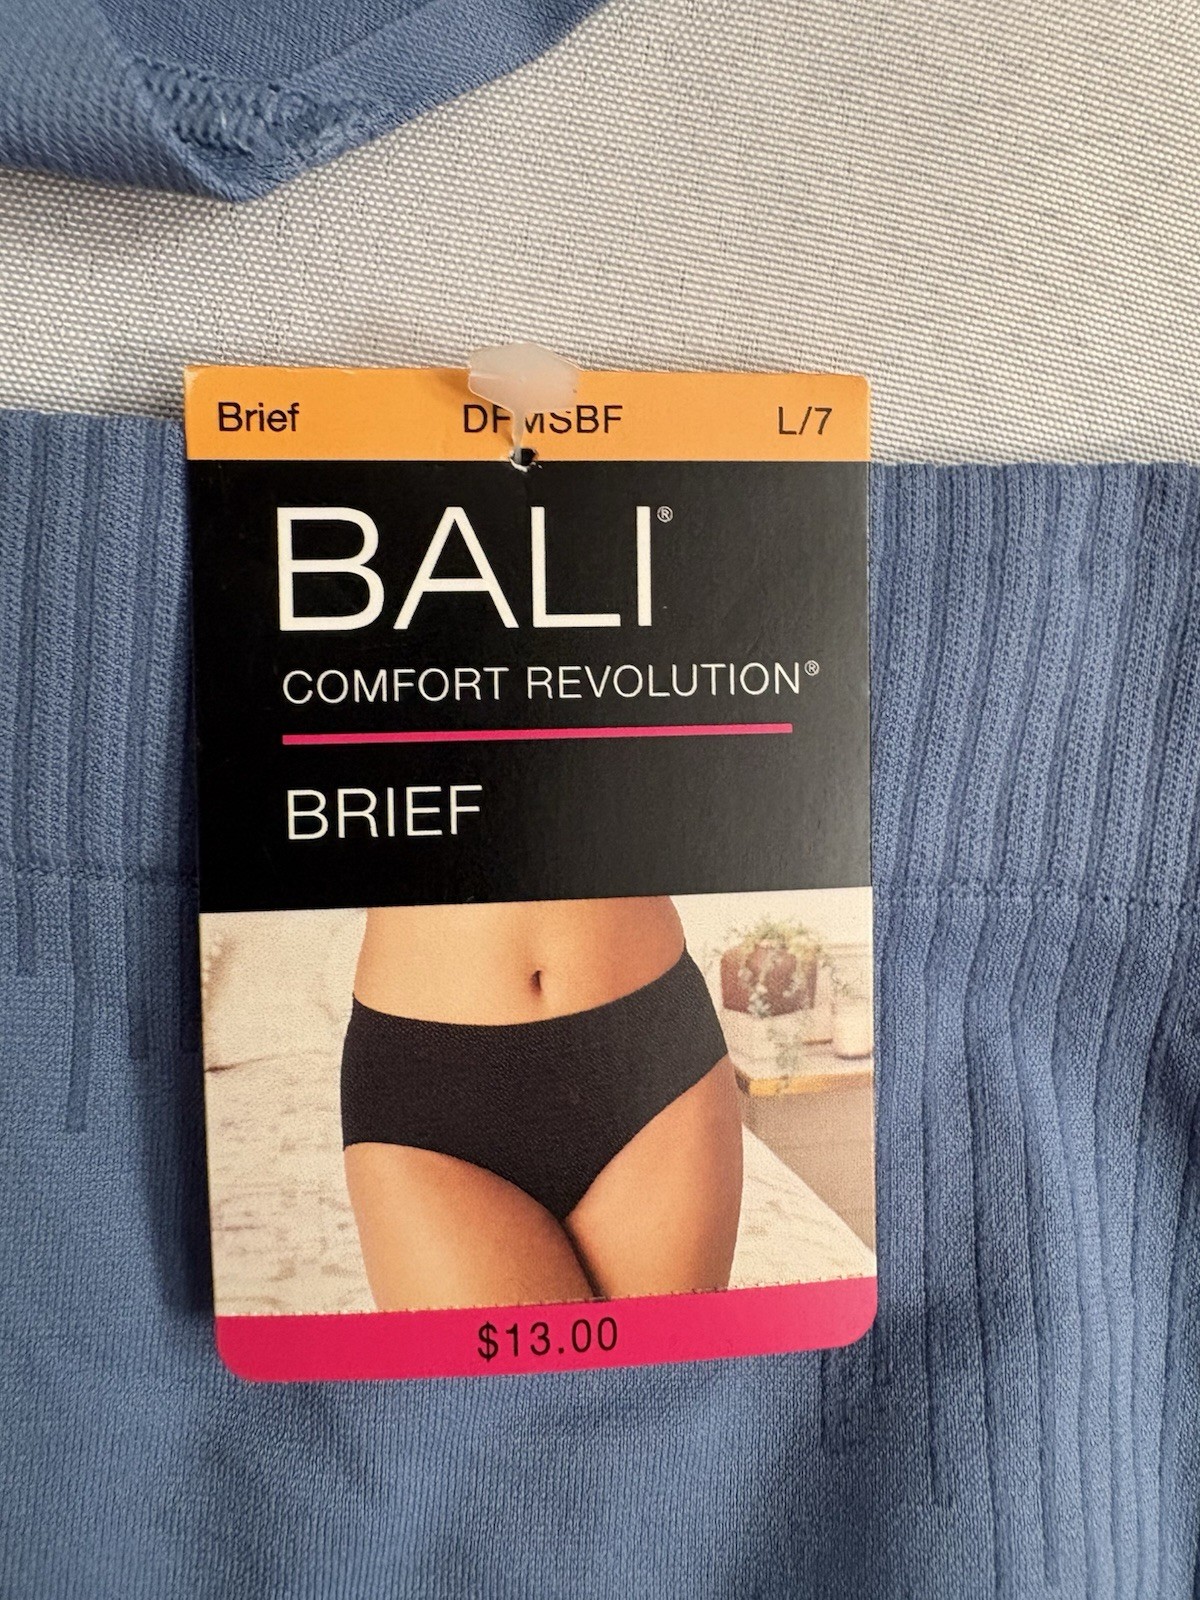 Brief L/7
BALI®
COMFORT REVOLUTION®
BRIEF
$13.00